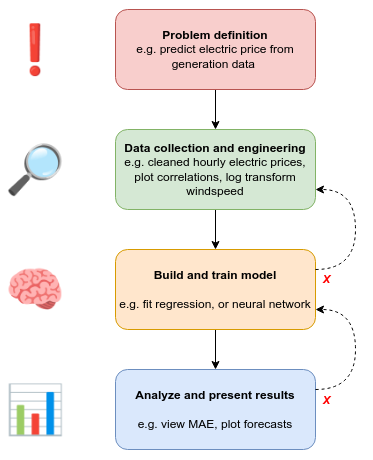 Problem definition
e.g. predict electric price from
generation data
Data collection and engineering
e.g. cleaned hourly electric prices,
plot correlations, log transform
windspeed
x
Build and train model
e.g. fit regression, or neural network
x
Analyze and present results
e.g. view MAE, plot forecasts